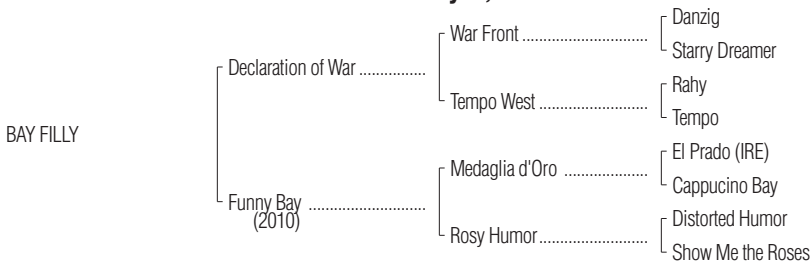 Danzig
War Front ..............................
Starry Dreamer
Declaration of War ................
Rahy
Tempo West ..........................
Tempo
BAY FILLY
El Prado (IRE)
Medaglia d'Oro ....................
Cappucino Bay
Funny Bay ............................
(2010)
Distorted Humor
Rosy Humor..........................
Show Me the Roses